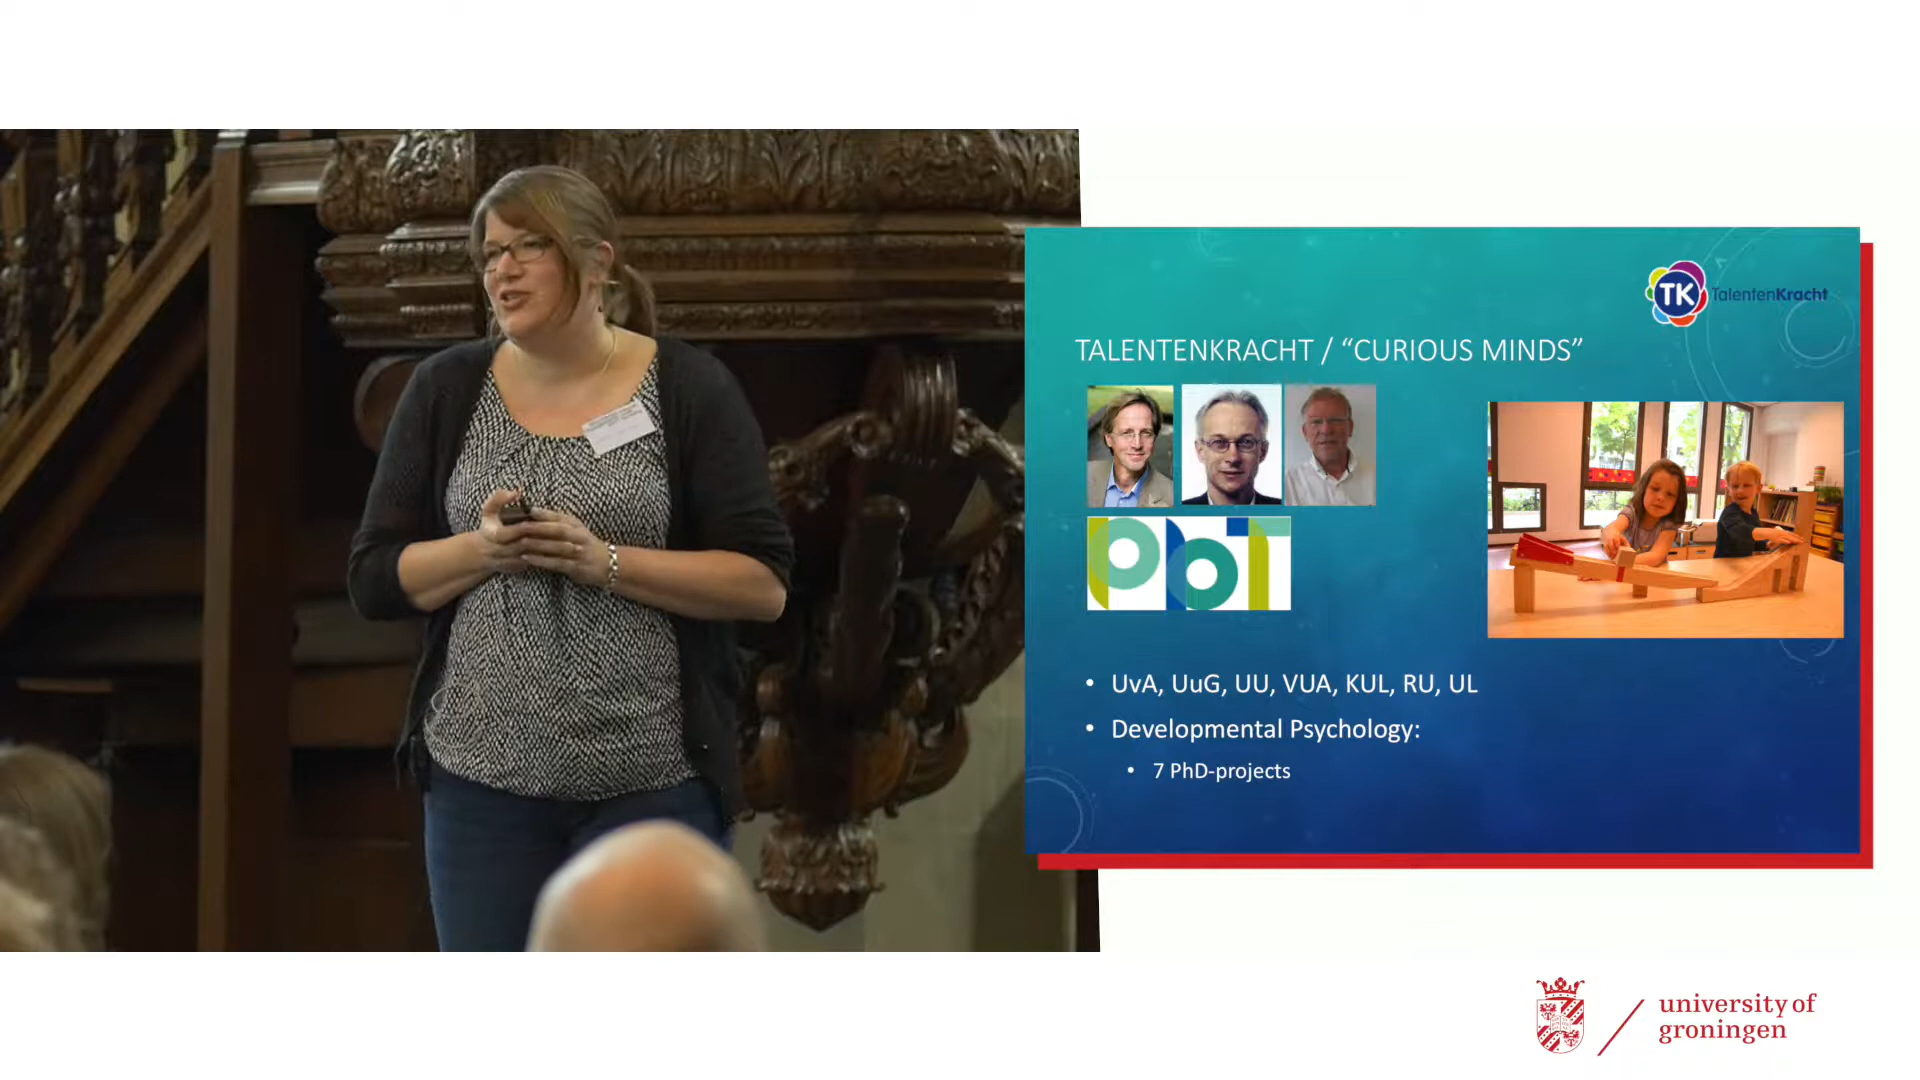 TK TalentenKracht
TALENTENKRACHT / “CURIOUS MINDS”
pbT
• UvA, UuG, UU, VUA, KUL, RU, UL
• Developmental Psychology:
• 7 PhD-projects
university of
groningen